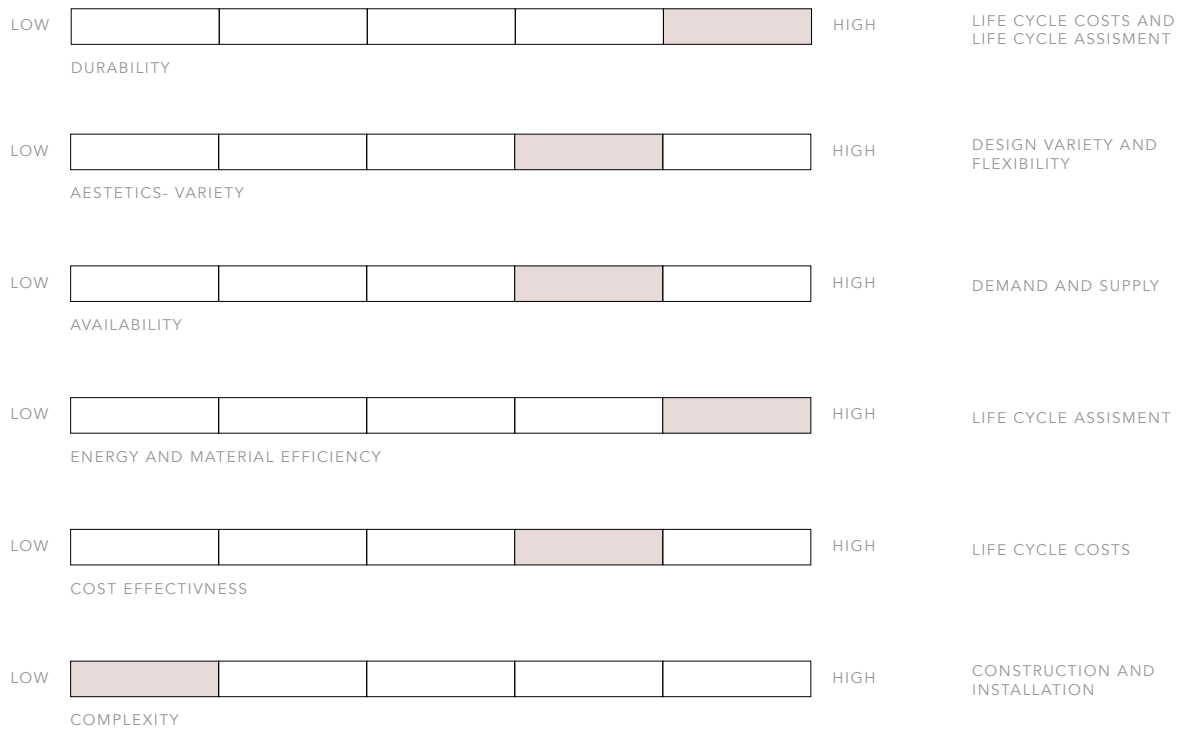 LOW HIGH LIFE CYCLE COSTS AND
LIFE CYCLE ASSISMENT
DURABILITY
LOW HIGH DESIGN VARIETY AND
FLEXIBILITY
AESTETICS- VARIETY
LOW HIGH DEMAND AND SUPPLY
AVAILABILITY
LOW HIGH LIFE CYCLE ASSISMENT
ENERGY AND MATERIAL EFFICIENCY
LOW HIGH LIFE CYCLE COSTS
COST EFFECTIVNESS
LOW HIGH CONSTRUCTION AND
INSTALLATION
COMPLEXITY